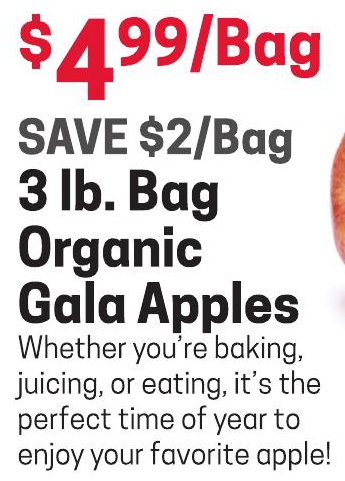 $4.99/Bag
SAVE $2/Bag
3 lb. Bag
Organic
Gala Apples
Whether you're baking,
juicing, or eating, it's the
perfect time of year to
enjoy your favorite apple!